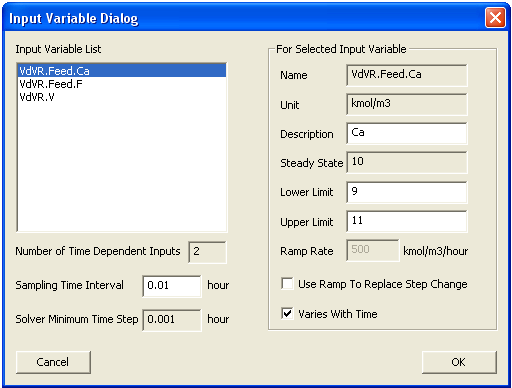 Input Variable Dialog
Input Variable List
VdVR.Feed.Ca
VdVR.Feed.F
VdVR.V
Number of Time Dependent Inputs 2
Sampling Time Interval 0.01 hour
Solver Minimum Time Step 0.001 hour
Cancel
For Selected Input Variable
Name VdVR.Feed.Ca
Unit kmol/m3
Description Ca
Steady State 10
Lower Limit 9
Upper Limit 11
Ramp Rate 500 kmol/m3/hour
Use Ramp To Replace Step Change
Varies With Time
OK